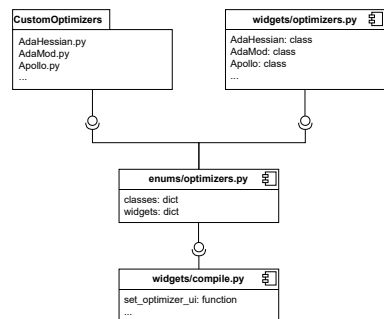 CustomOptimizers
AdaHessian.py
AdaMod.py
Apollo.py
...
widgets/optimizers.py
AdaHessian: class
AdaMod: class
Apollo: class
...
enums/optimizers.py
classes: dict
widgets: dict
widgets/compile.py
set_optimizer_ui: function
...